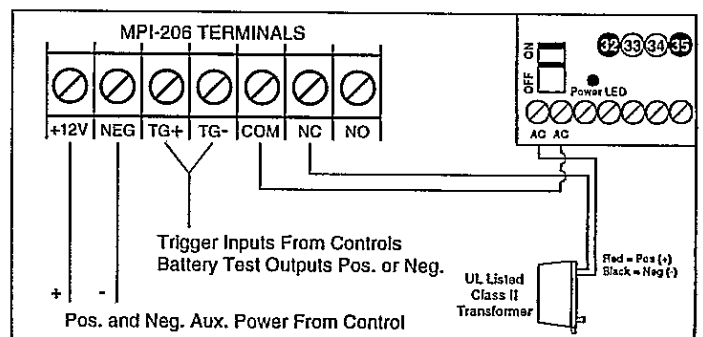 MPI-206 TERMINALS
+12V NEG TG+ TG- COM NC NO
ON
OFF
32 33 34 35
Power LED
AC AC
Trigger Inputs From Controls
Battery Test Outputs Pos. or Neg.
+ -
Pos. and Neg. Aux. Power From Control
UL Listed
Class II
Transformer
Red = Pos (+)
Black = Neg (-)